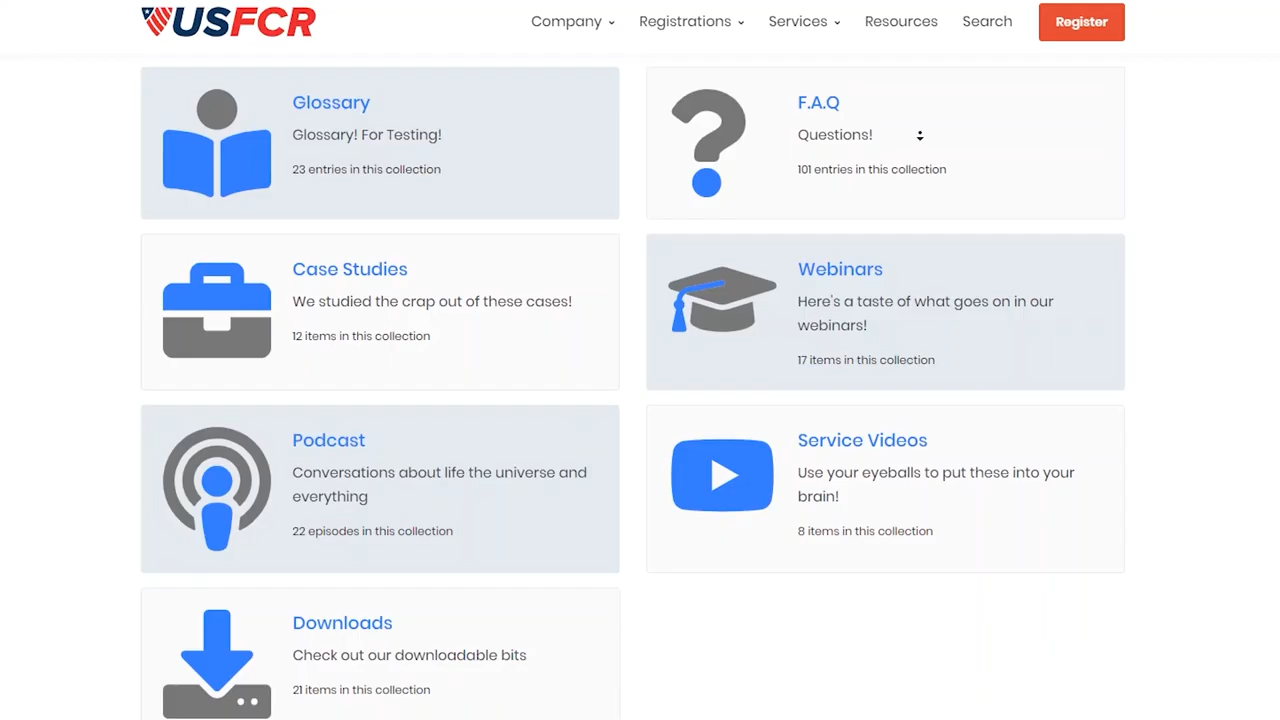 USFCR
Company
Registrations
Services
Resources
Search
Register
Glossary
Glossary! For Testing!
23 entries in this collection
F.A.Q
Questions!
101 entries in this collection
Case Studies
We studied the crap out of these cases!
12 items in this collection
Webinars
Here's a taste of what goes on in our
webinars!
17 items in this collection
Podcast
Conversations about life the universe and
everything
22 episodes in this collection
Service Videos
Use your eyeballs to put these into your
brain!
8 items in this collection
Downloads
Check out our downloadable bits
21 items in this collection